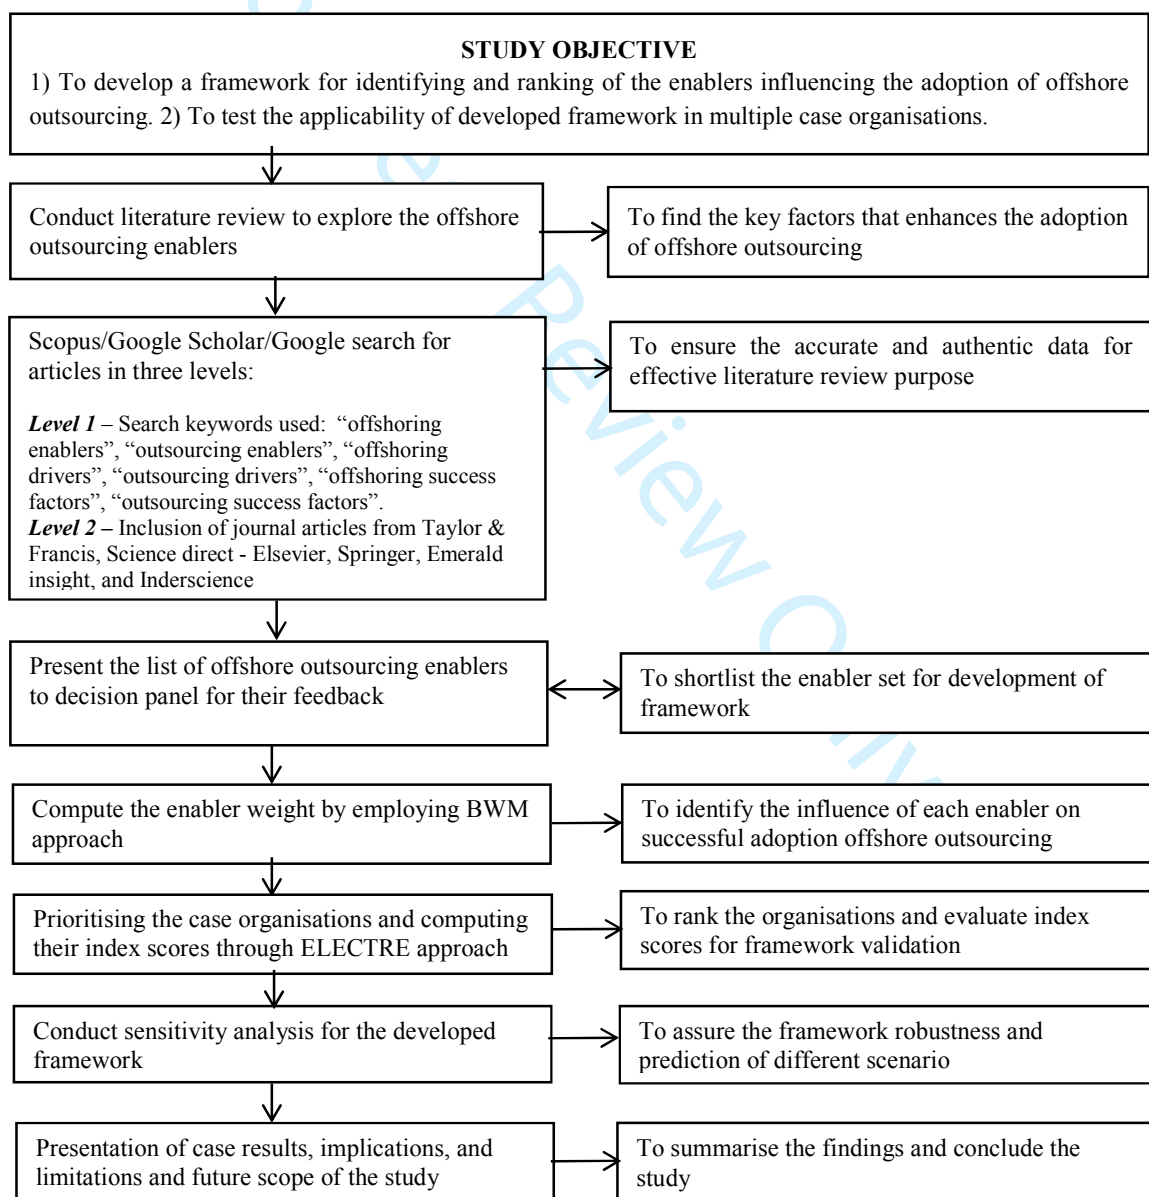 STUDY OBJECTIVE
1) To develop a framework for identifying and ranking of the enablers influencing the adoption of offshore
outsourcing. 2) To test the applicability of developed framework in multiple case organisations.
Conduct literature review to explore the offshore
outsourcing enablers
To find the key factors that enhances the adoption
of offshore outsourcing
Scopus/Google Scholar/Google search for
articles in three levels:
Level 1 – Search keywords used: “offshoring
enablers”, “outsourcing enablers”, “offshoring
drivers”, “outsourcing drivers”, “offshoring success
factors”, “outsourcing success factors”.
Level 2 – Inclusion of journal articles from Taylor &
Francis, Science direct - Elsevier, Springer, Emerald
insight, and Inderscience
To ensure the accurate and authentic data for
effective literature review purpose
Present the list of offshore outsourcing enablers
to decision panel for their feedback
To shortlist the enabler set for development of
framework
Compute the enabler weight by employing BWM
approach
To identify the influence of each enabler on
successful adoption offshore outsourcing
Prioritising the case organisations and computing
their index scores through ELECTRE approach
To rank the organisations and evaluate index
scores for framework validation
Conduct sensitivity analysis for the developed
framework
To assure the framework robustness and
prediction of different scenario
Presentation of case results, implications, and
limitations and future scope of the study
To summarise the findings and conclude the
study
Review